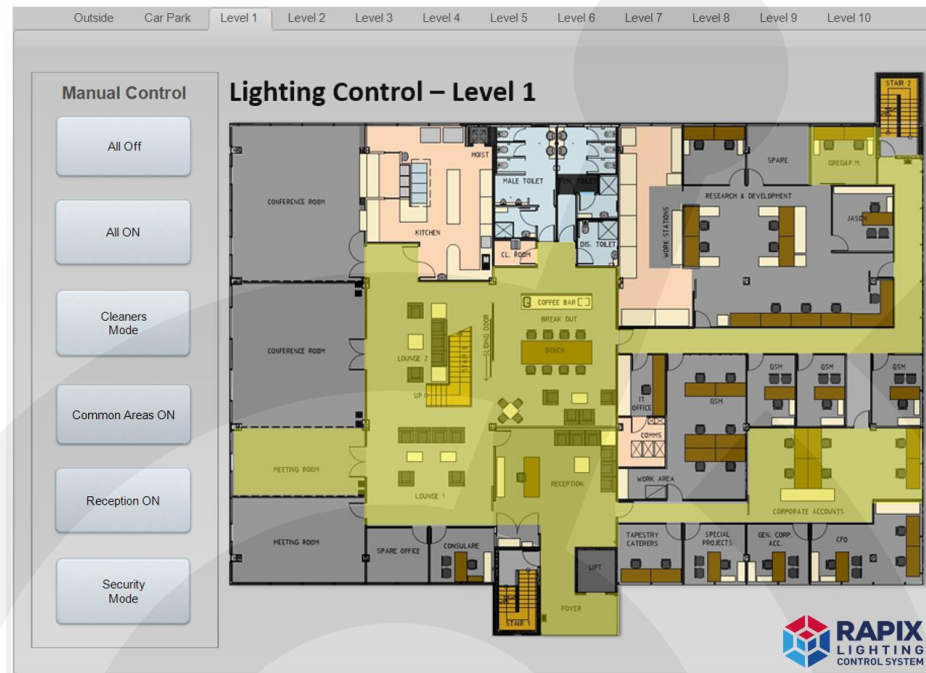 Outside Car Park Level 1 Level 2 Level 3 Level 4 Level 5 Level 6 Level 7 Level 8 Level 9 Level 10
Manual Control
All Off
All ON
Cleaners
Mode
Common Areas ON
Reception ON
Security
Mode
Lighting Control – Level 1
STAIR 2
CONFERENCE ROOM
KITCHEN
HOIST
MALE TOILET
CL. ROOM
DIS. TOILET
WORK STATIONS
SPARE
GREG&P.M.
RESEARCH & DEVELOPMENT
JASON
CONFERENCE ROOM
LOUNGE 2
UP
SLIDING DOOR
COFFEE BAR
BREAK OUT
BENCH
IT
OFFICE
COMMS
WORK AREA
QSM
QSM
QSM
QSM
MEETING ROOM
LOUNGE 1
RECEPTION
CORPORATE ACCOUNTS
MEETING ROOM
SPARE OFFICE
CONSULARE
TAPESTRY
CATERERS
SPECIAL
PROJECTS
GEN. CORP.
ACC.
CFO
LIFT
FOYER
STAIR 1
RAPIX
LIGHTING
CONTROL SYSTEM